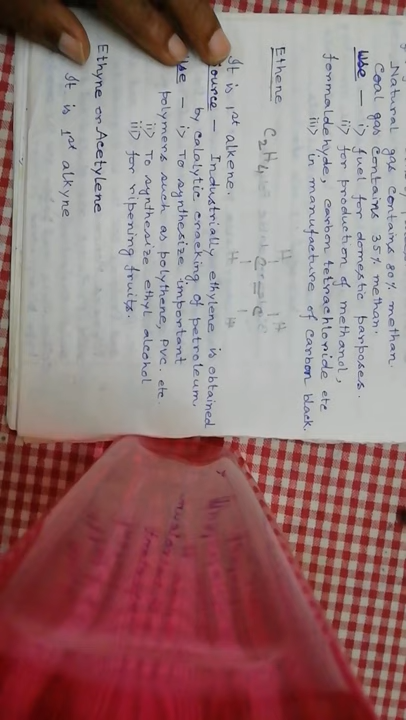 Natural gas contains 80% methan
Coal gas contains 35% methan.
Use — i) fuel for domestic parposes.
ii) for production of methanol,
formaldehyde, carbon tetrachloride etc
iii) in manufacture of carbon black.
Ethene
C2H4
H H
C = C
H H
It is 1st alkene.
Source — Industrially ethylene is obtained
by catalytic cracking of petroleum.
Use — i) To synthesize important
polymers such as polythene, PVC. etc.
ii) To synthesize ethyl alcohol
iii) for ripening fruits.
Ethyne or Acetylene
It is 1st alkyne